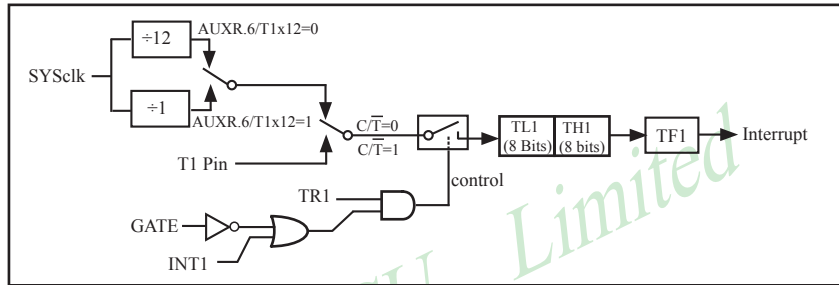 AUXR.6/T1x12=0
÷12
SYSclk
÷1
AUXR.6/T1x12=1
C/T̅=0
C/T̅=1
TL1
(8 Bits)
TH1
(8 bits)
TF1
Interrupt
T1 Pin
control
TR1
GATE
INT1
Limited